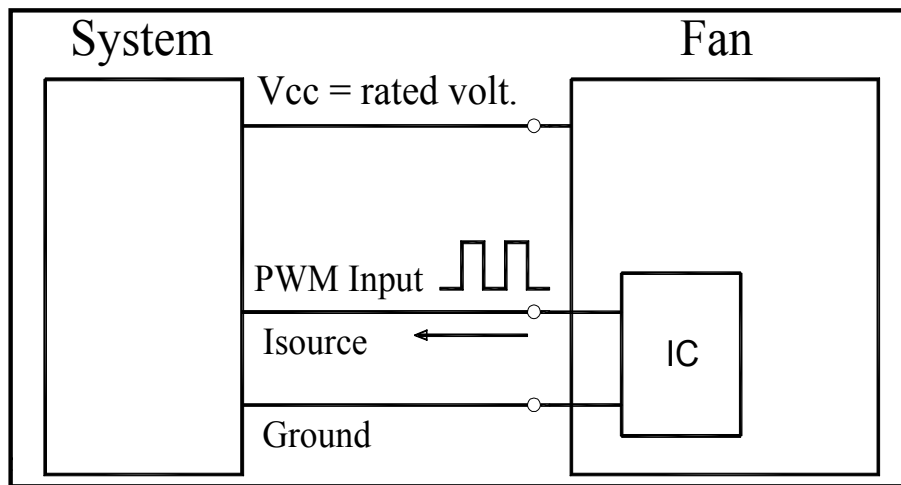 System
Fan
Vcc = rated volt.
PWM Input
Isource
IC
Ground